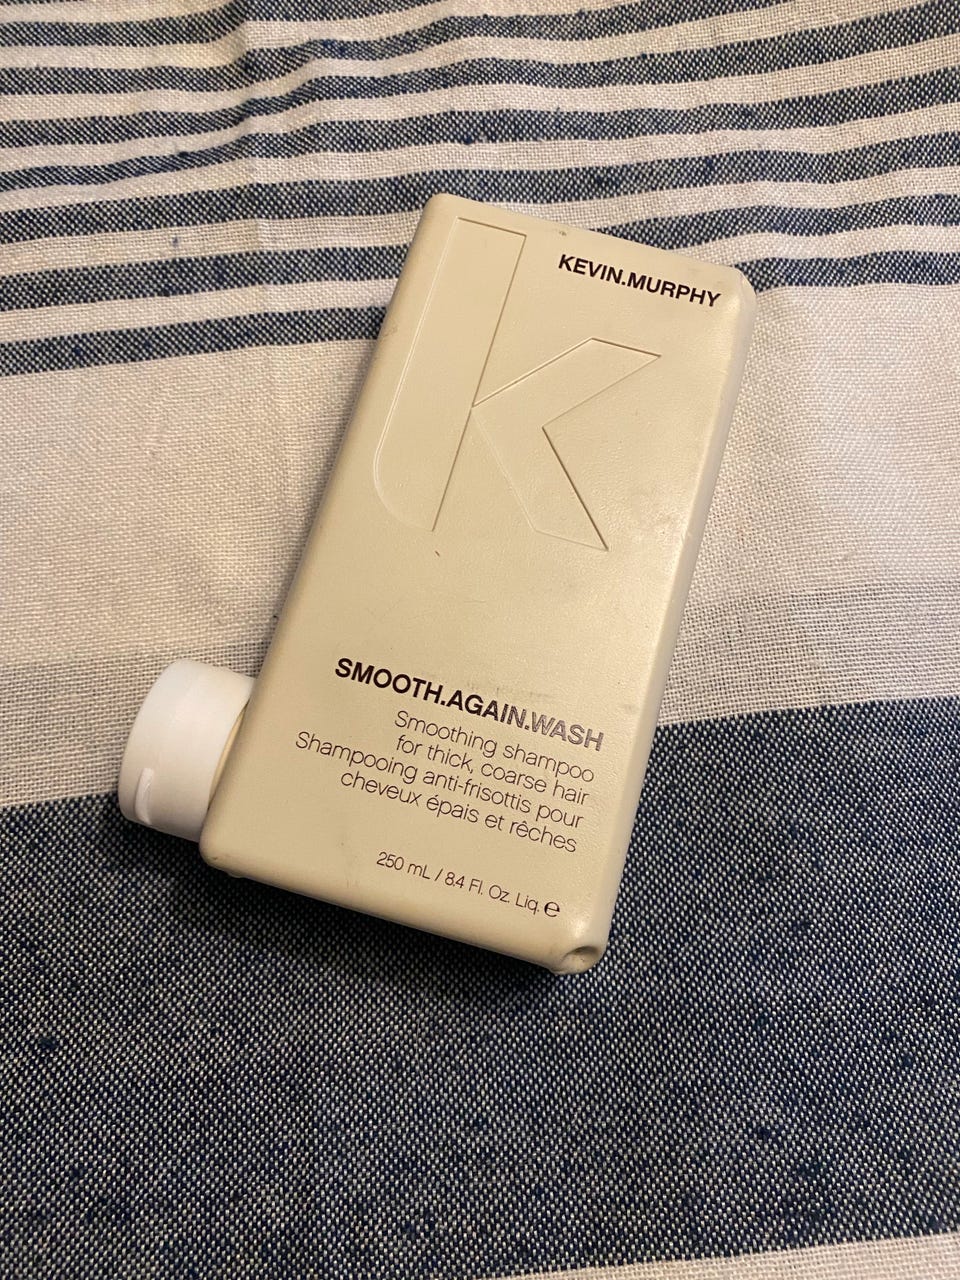 KEVIN.MURPHY
k
SMOOTH.AGAIN.WASH
Smoothing shampoo
for thick, coarse hair
Shampooing anti-frisottis pour
cheveux épais et rêches
250 mL / 8.4 Fl. Oz. Liq. ℮